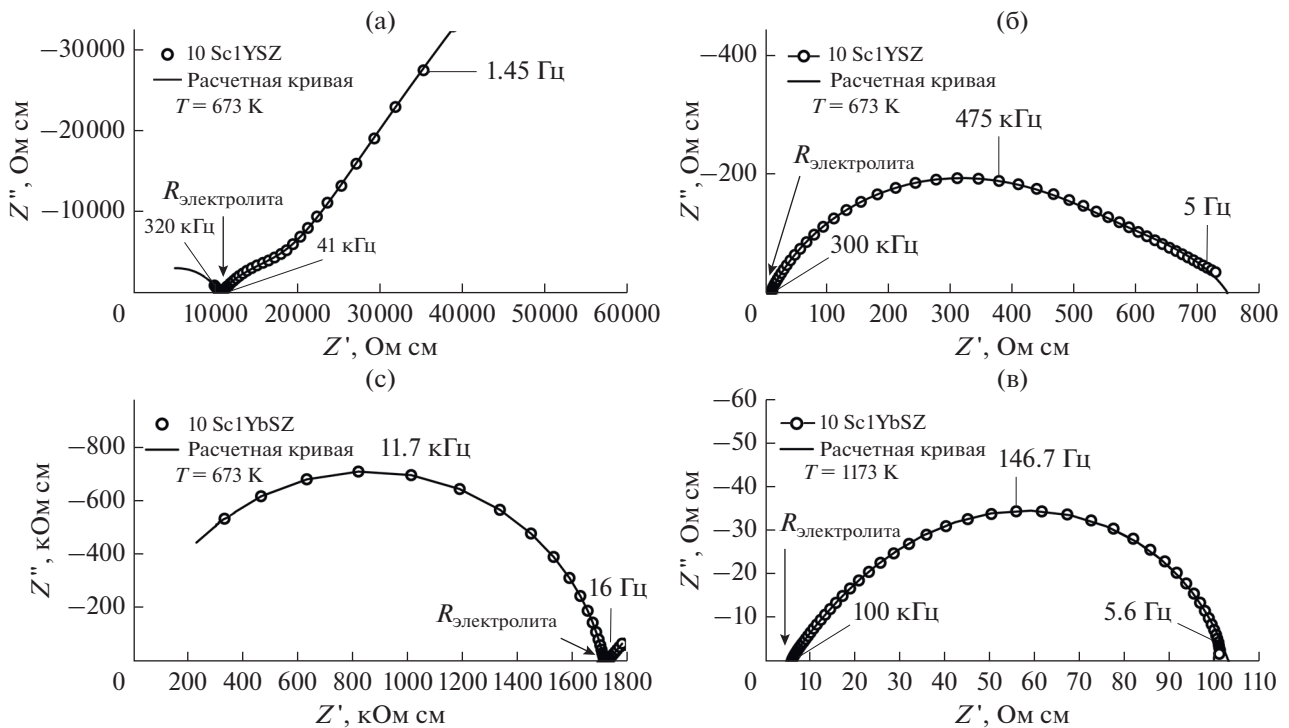 (а)
−30000
−20000
−10000
Z", Ом см
10 Sc1YSZ
Расчетная кривая
T = 673 K
1.45 Гц
Rэлектролита
320 кГц
41 кГц
0 10000 20000 30000 40000 50000 60000
Z', Ом см
(б)
−400
−200
Z", Ом см
10 Sc1YSZ
Расчетная кривая
T = 673 K
475 кГц
Rэлектролита
300 кГц
5 Гц
0 100 200 300 400 500 600 700 800
Z', Ом см
(с)
−800
−600
−400
−200
Z", кОм см
10 Sc1YbSZ
Расчетная кривая
T = 673 K
11.7 кГц
16 Гц
Rэлектролита
0 200 400 600 800 1000 1200 1400 1600 1800
Z', кОм см
(в)
−60
−50
−40
−30
−20
−10
Z", Ом см
10 Sc1YbSZ
Расчетная кривая
T = 1173 K
146.7 Гц
Rэлектролита
100 кГц
5.6 Гц
0 10 20 30 40 50 60 70 80 90 100 110
Z', Ом см